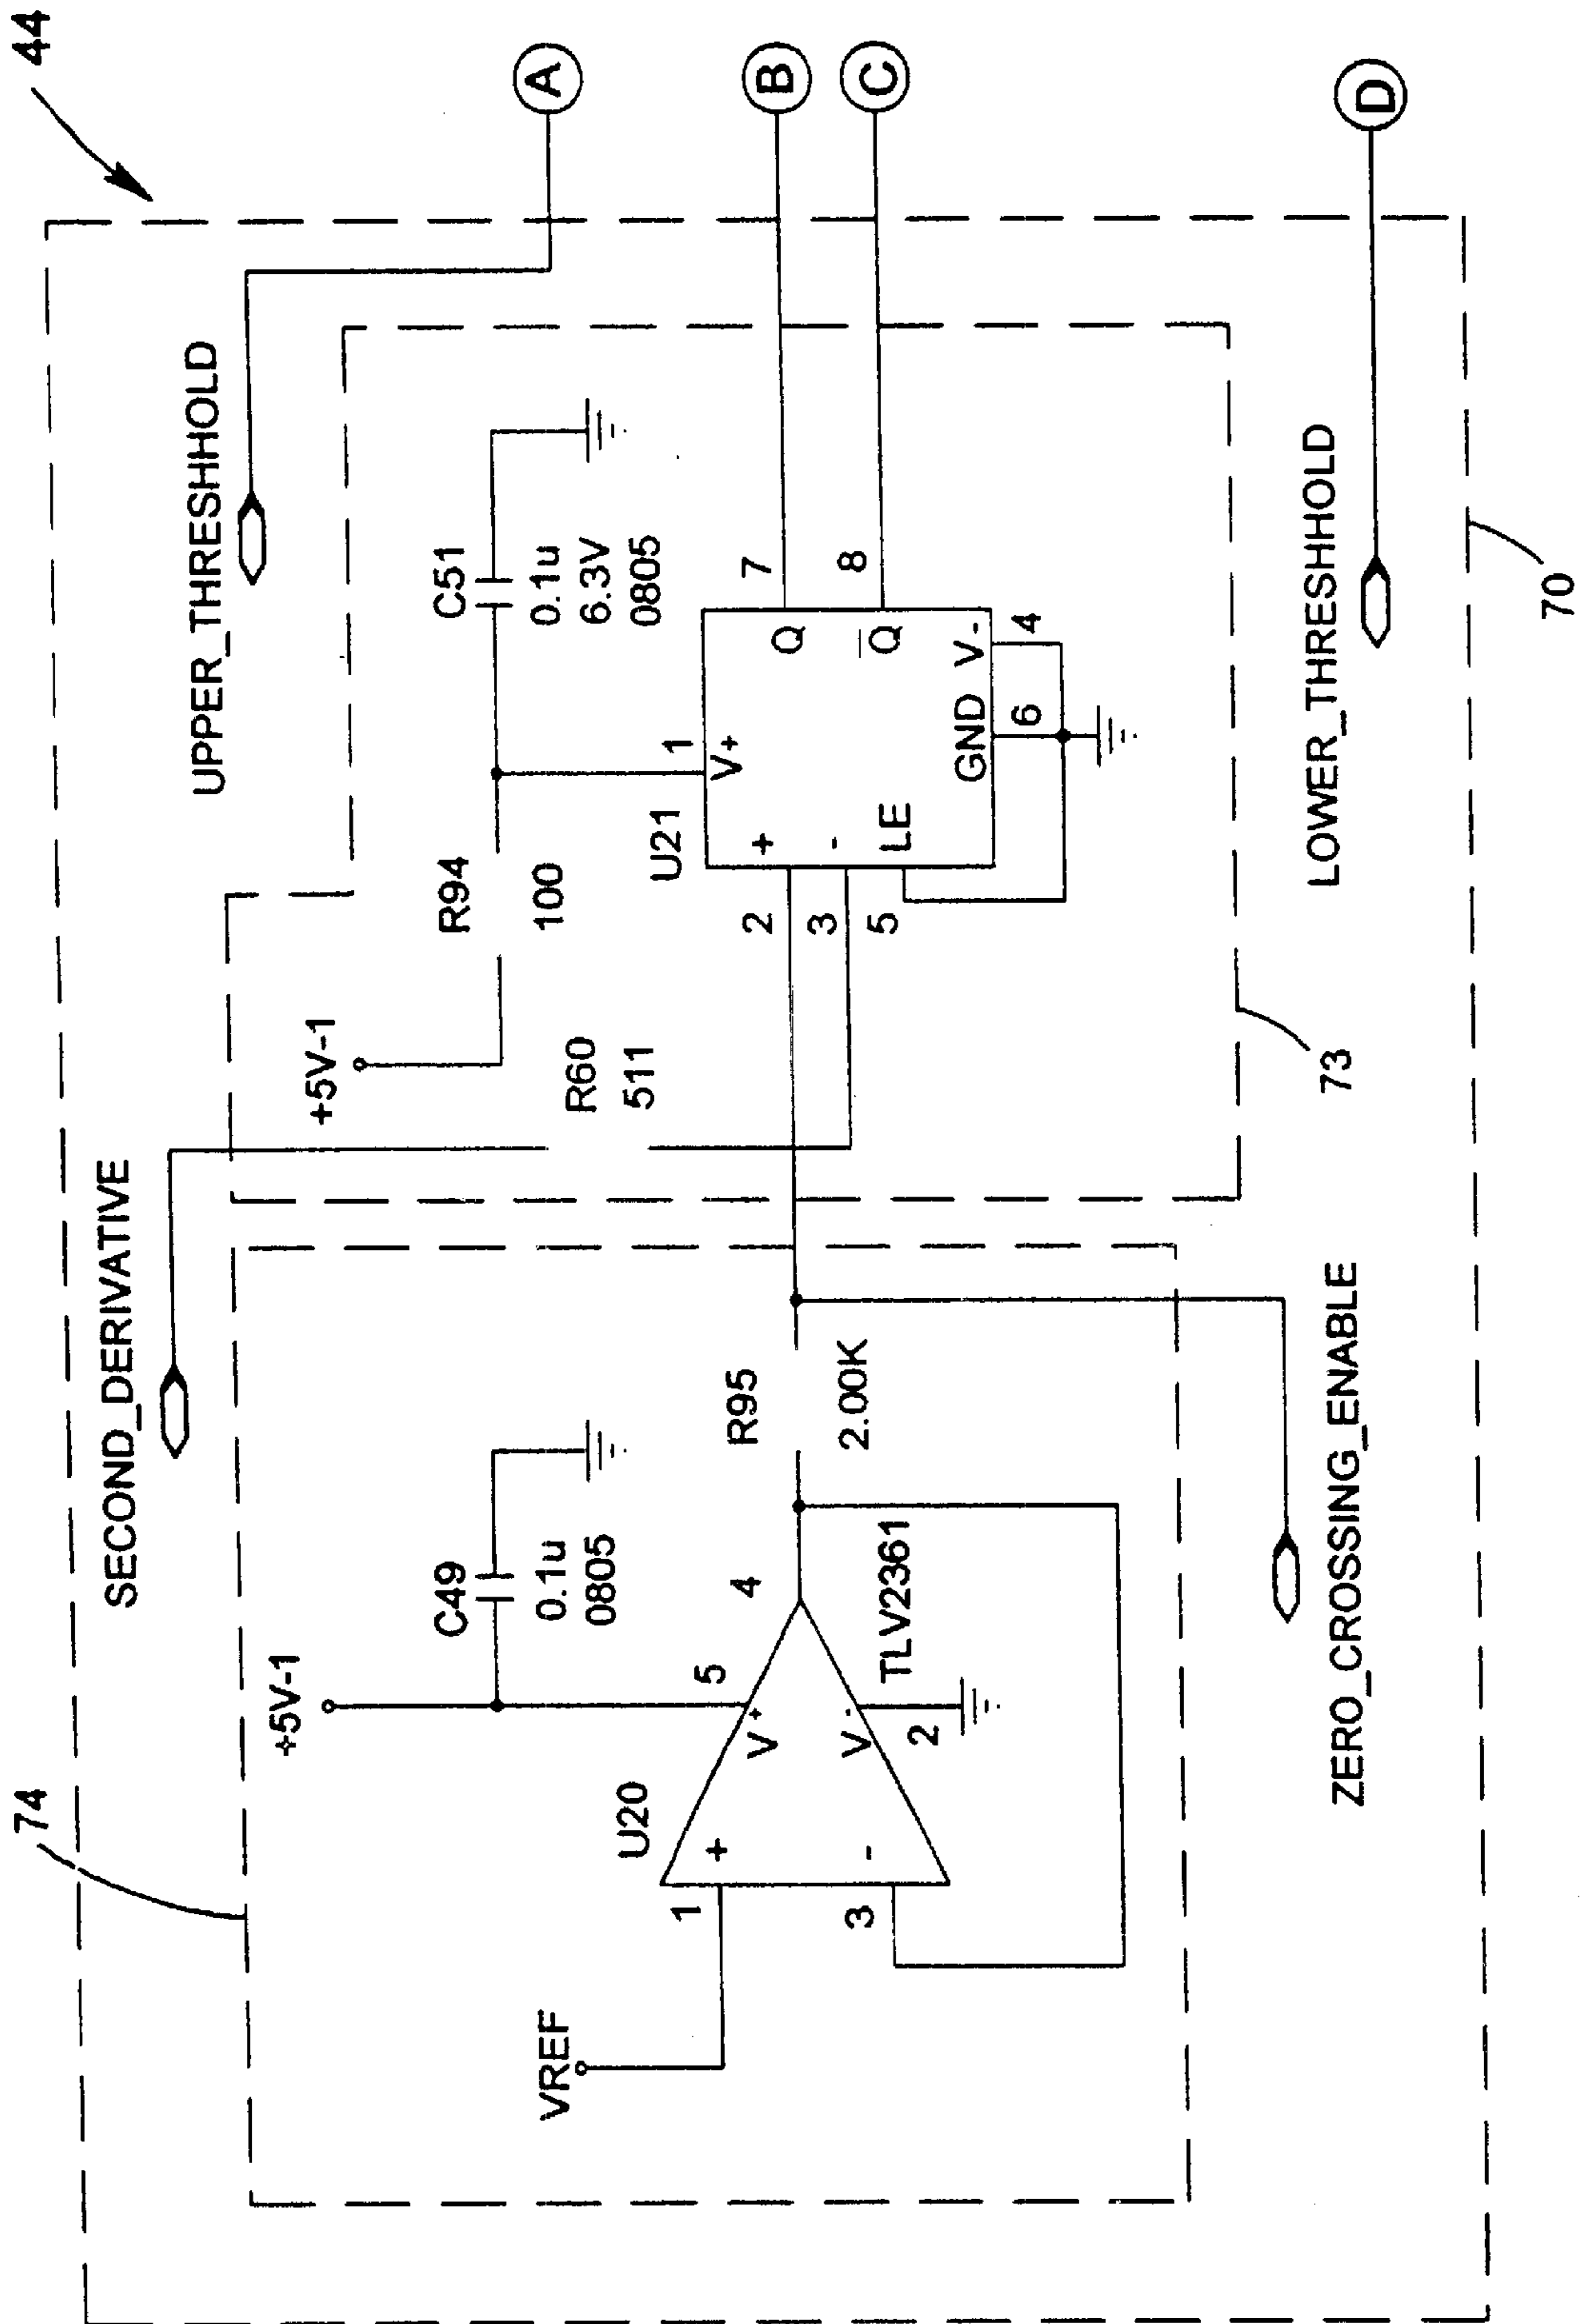 44
74
SECOND_DERIVATIVE
UPPER_THRESHHOLD
A
+5V-1
C49
0.1u
0805
+5V-1
R94
100
C51
0.1u
6.3V
0805
R60
511
VREF
U20
1
+
3
-
V+
5
V-
2
4
TLV2361
R95
2.00K
U21
2
+
3
-
5
LE
1
V+
Q
7
Q
8
GND
6
V-
4
B
C
ZERO_CROSSING_ENABLE
73
LOWER_THRESHHOLD
D
70